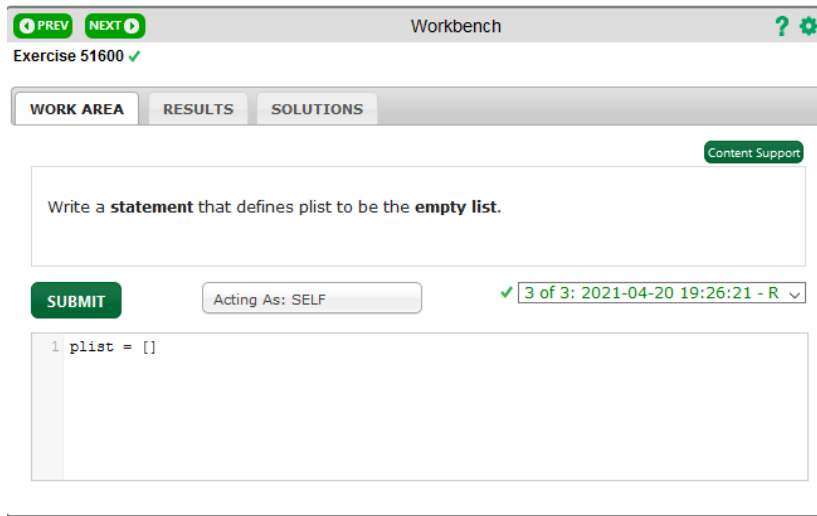 PREV NEXT Workbench ?
Exercise 51600 ✓
WORK AREA RESULTS SOLUTIONS
Content Support
Write a statement that defines plist to be the empty list.
SUBMIT Acting As: SELF ✓ 3 of 3: 2021-04-20 19:26:21 - R
1 plist = []